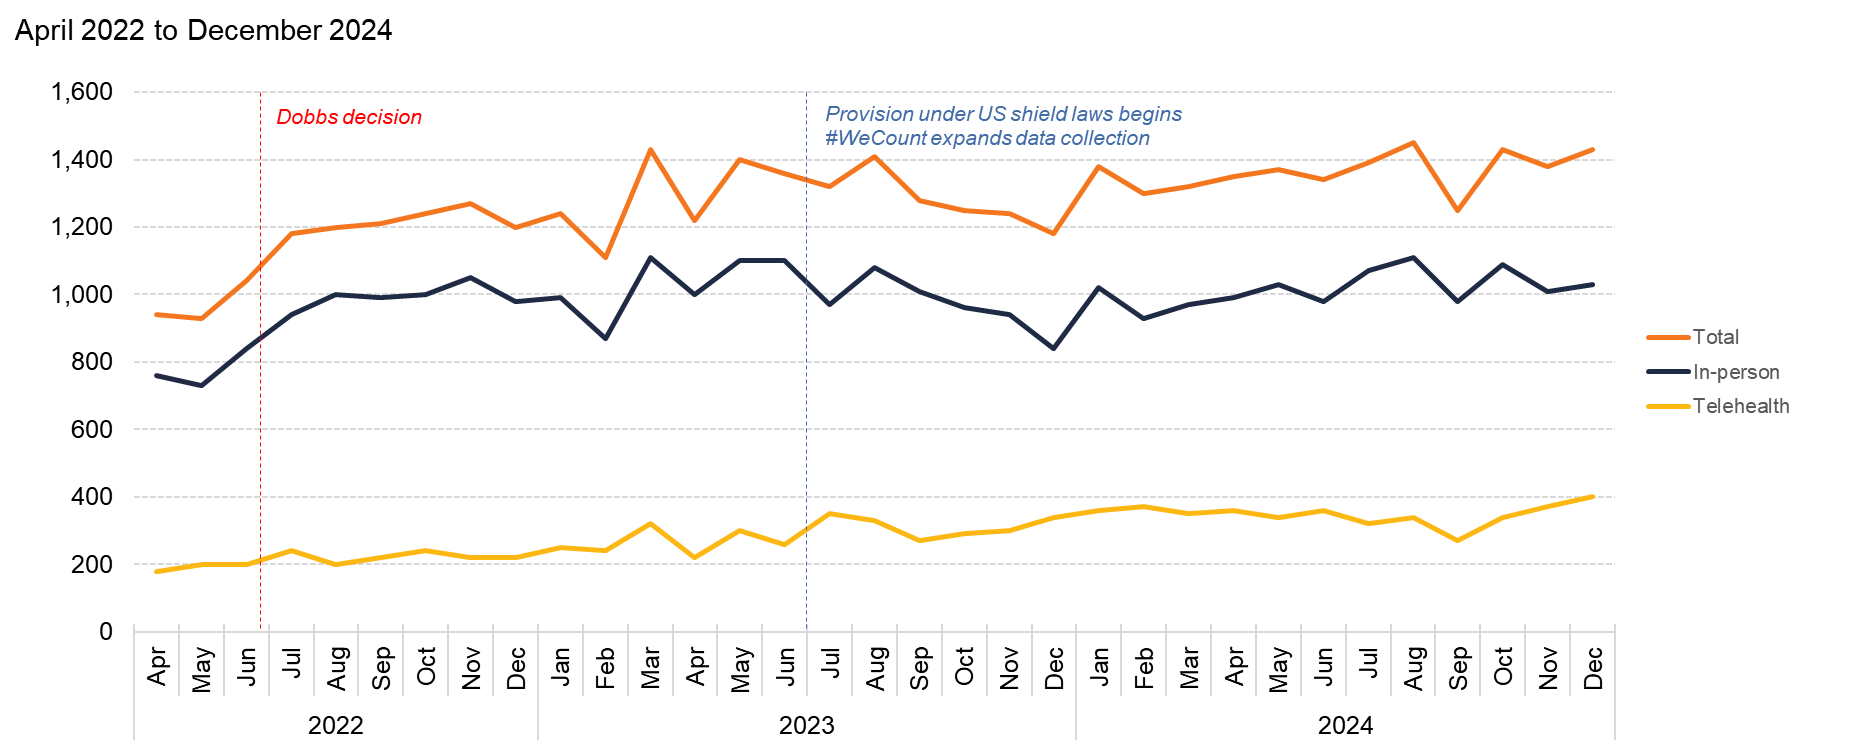 April 2022 to December 2024
1,600
1,400
1,200
1,000
800
600
400
200
0
Dobbs decision
Provision under US shield laws begins
#WeCount expands data collection
Total
In-person
Telehealth
Apr May Jun Jul Aug Sep Oct Nov Dec Jan Feb Mar Apr May Jun Jul Aug Sep Oct Nov Dec Jan Feb Mar Apr May Jun Jul Aug Sep Oct Nov Dec
2022 2023 2024